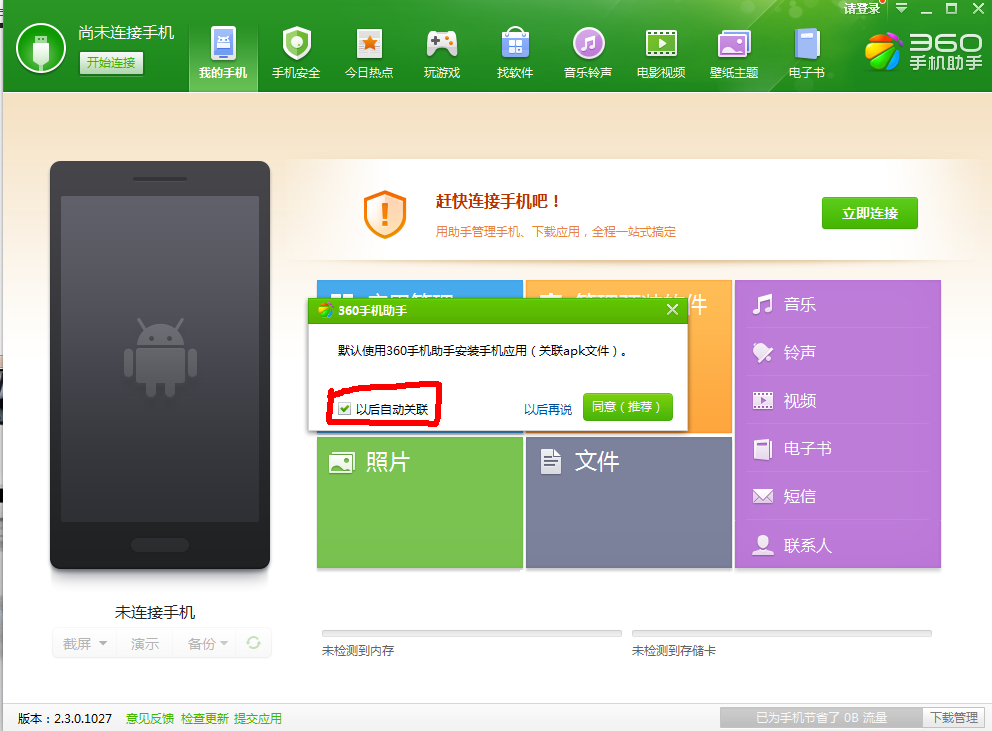 请登录
尚未连接手机
开始连接
我的手机
手机安全
今日热点
玩游戏
找软件
音乐铃声
电影视频
壁纸主题
电子书
360
手机助手
赶快连接手机吧！
用助手管理手机、下载应用，全程一站式搞定
立即连接
音乐
铃声
视频
电子书
短信
联系人
360手机助手
默认使用360手机助手安装手机应用（关联apk文件）。
以后自动关联
以后再说
同意（推荐）
照片
文件
未连接手机
截屏
演示
备份
未检测到内存
未检测到存储卡
版本：2.3.0.1027
意见反馈
检查更新
提交应用
已为手机节省了 0B 流量
下载管理